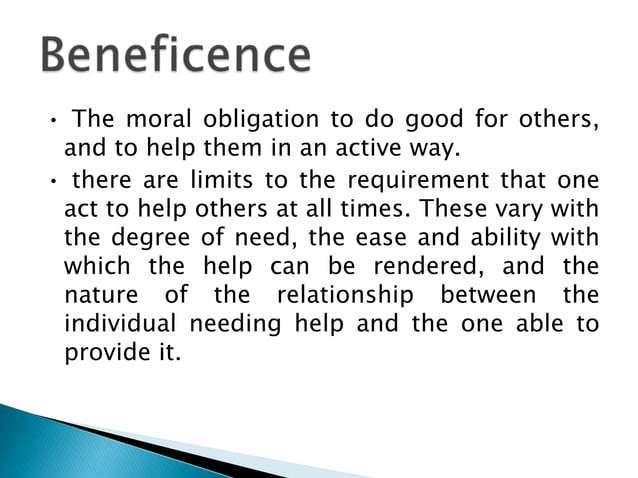 Beneficence
• The moral obligation to do good for others,
and to help them in an active way.
• there are limits to the requirement that one
act to help others at all times. These vary with
the degree of need, the ease and ability with
which the help can be rendered, and the
nature of the relationship between the
individual needing help and the one able to
provide it.